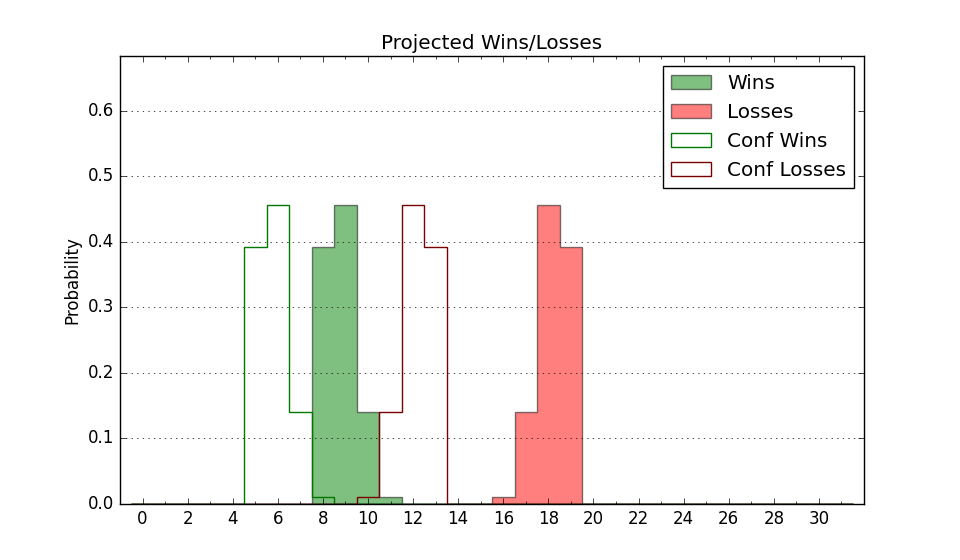 Projected Wins/Losses
Wins
Losses
Conf Wins
Conf Losses
Probability
0.6
0.5
0.4
0.3
0.2
0.1
0.0
0 2 4 6 8 10 12 14 16 18 20 22 24 26 28 30